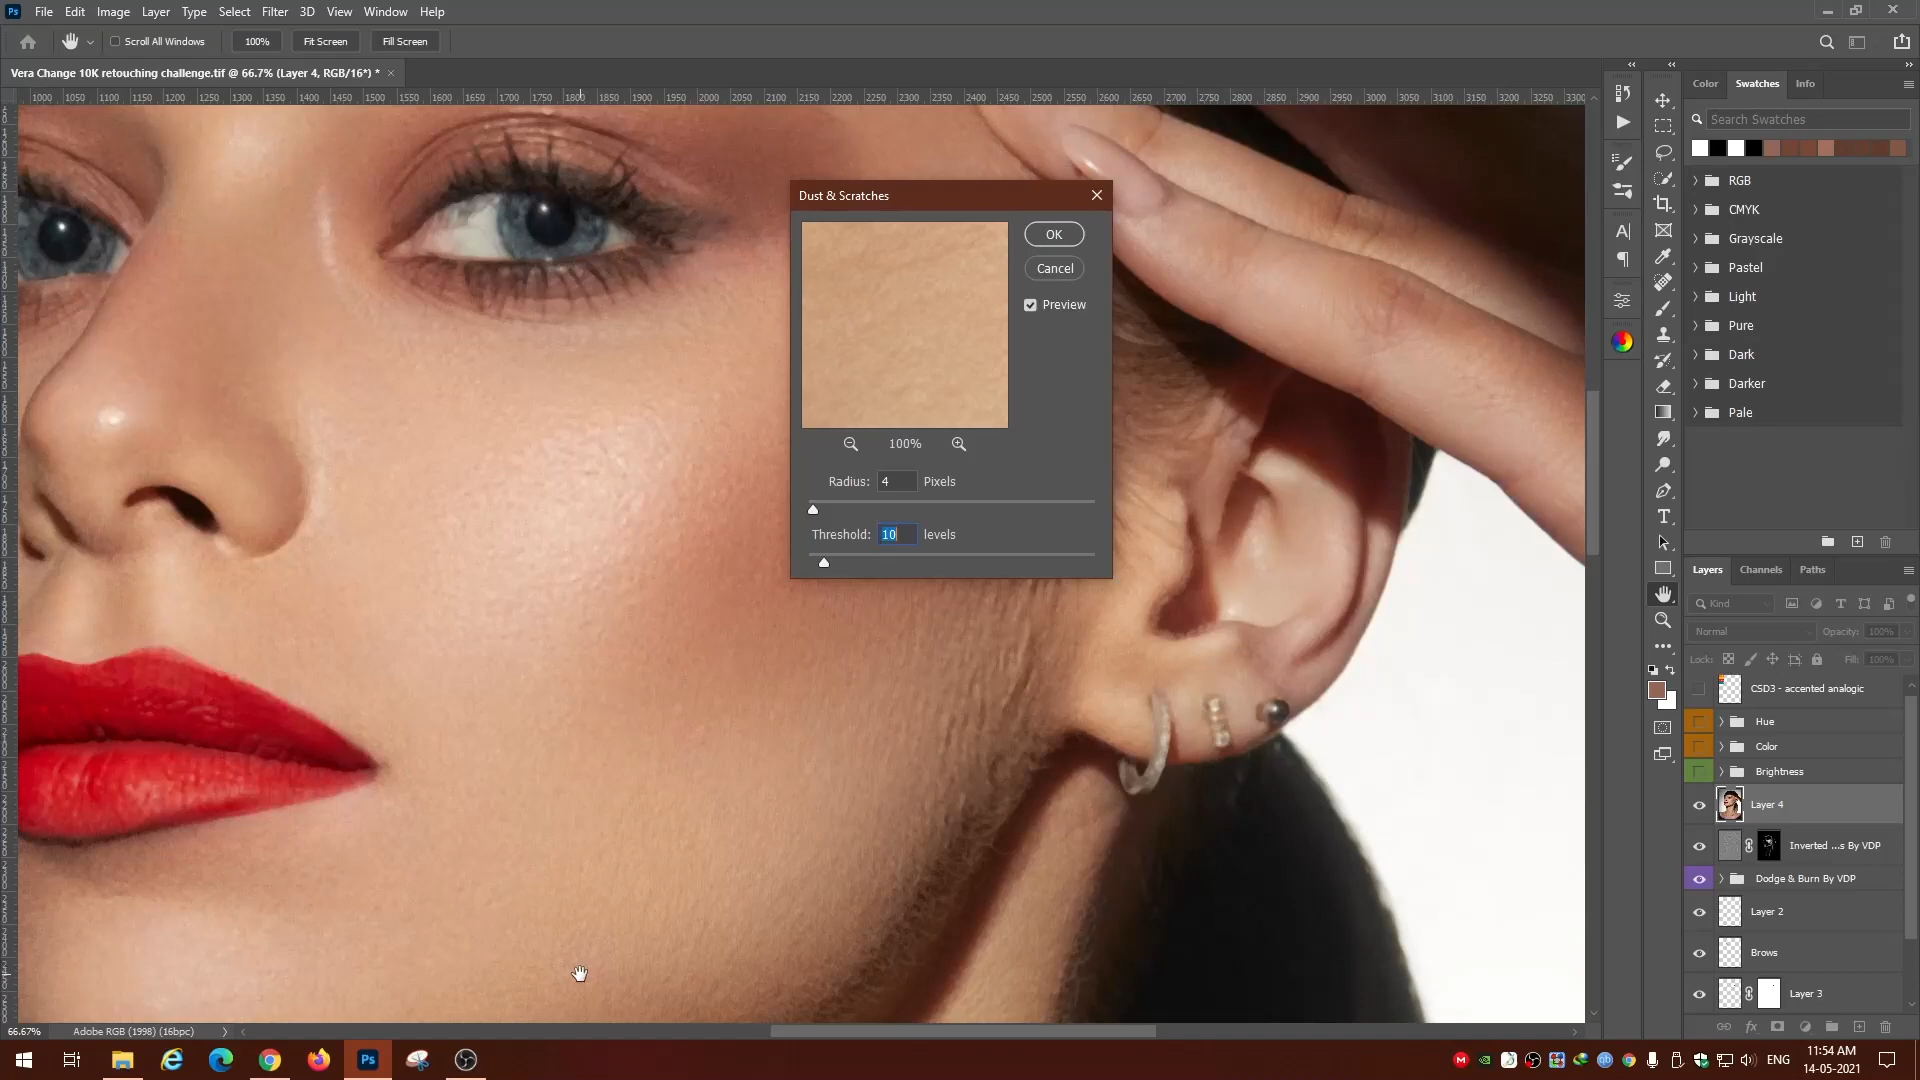 Ps File Edit Image Layer Type Select Filter 3D View Window Help
Scroll All Windows 100% Fit Screen Fill Screen
Vera Change 10K retouching challenge.tif @ 66.7% (Layer 4, RGB/16*) * ×
1000 1050 1100 1150 1200 1250 1300 1350 1400 1450 1500 1550 1600 1650 1700 1750 1800 1850 1900 1950 2000 2050 2100 2150 2200 2250 2300 2350 2400 2450 2500 2550 2600 2650 2700 2750 2800 2850 2900 2950 3000 3050 3100 3150 3200 3250 3300
Dust & Scratches
OK
Cancel
Preview
100%
Radius: 4 Pixels
Threshold: 10 levels
Color Swatches Info
Search Swatches
RGB
CMYK
Grayscale
Pastel
Light
Pure
Dark
Darker
Pale
Layers Channels Paths
Kind
Normal Opacity: 100%
Lock: Fill: 100%
CSD3 - accented analogic
Hue
Color
Brightness
Layer 4
Inverted ...s By VDP
Dodge & Burn By VDP
Layer 2
Brows
Layer 3
66.67% Adobe RGB (1998) (16bpc)
Ps
ENG
11:54 AM
14-05-2021